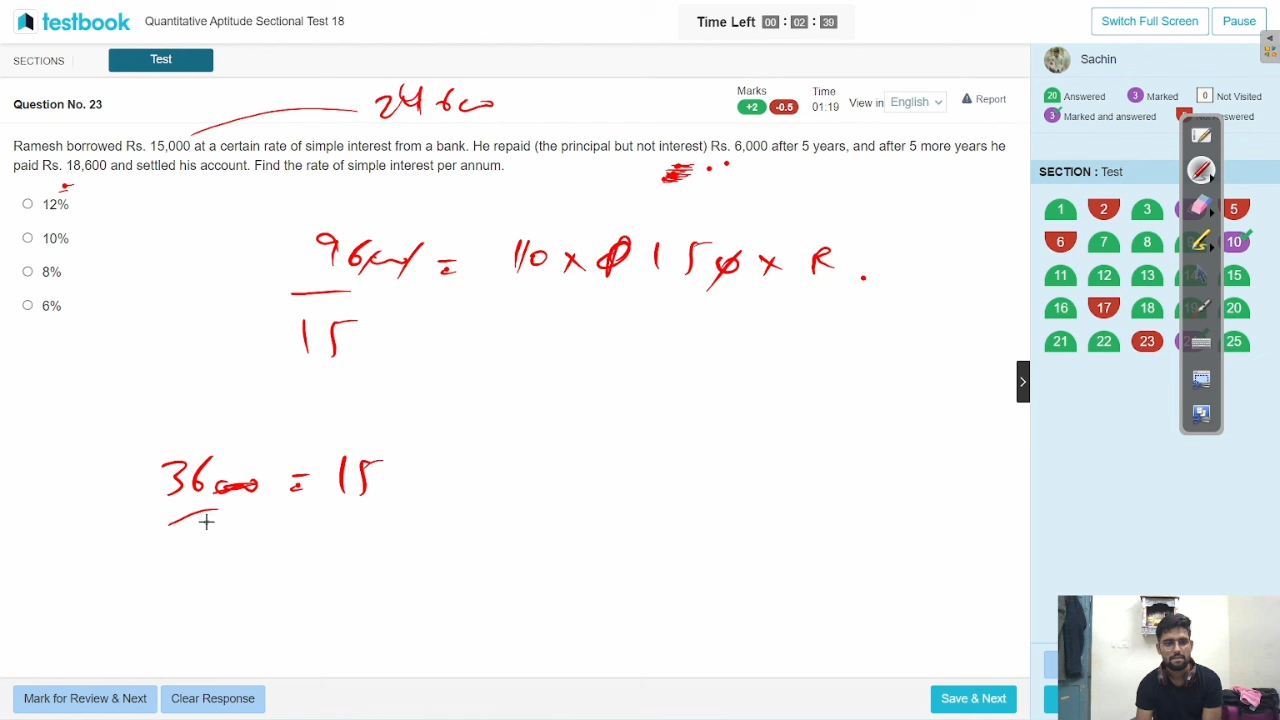 testbook
Quantitative Aptitude Sectional Test 18
Time Left 00 : 02 : 39
Switch Full Screen
Pause
SECTIONS
Test
Sachin
Question No. 23
24600
Marks
+2 -0.5
Time
01:19
View in English
Report
20 Answered
3 Marked
0 Not Visited
3 Marked and answered
Answered
Ramesh borrowed Rs. 15,000 at a certain rate of simple interest from a bank. He repaid (the principal but not interest) Rs. 6,000 after 5 years, and after 5 more years he
paid Rs. 18,600 and settled his account. Find the rate of simple interest per annum.
SECTION : Test
12%
10%
8%
6%
9600 = 10 x 150 x R .
15
3600 = 15
1 2 3 5
6 7 8 10
11 12 13 15
16 17 18 20
21 22 23 25
Mark for Review & Next
Clear Response
Save & Next